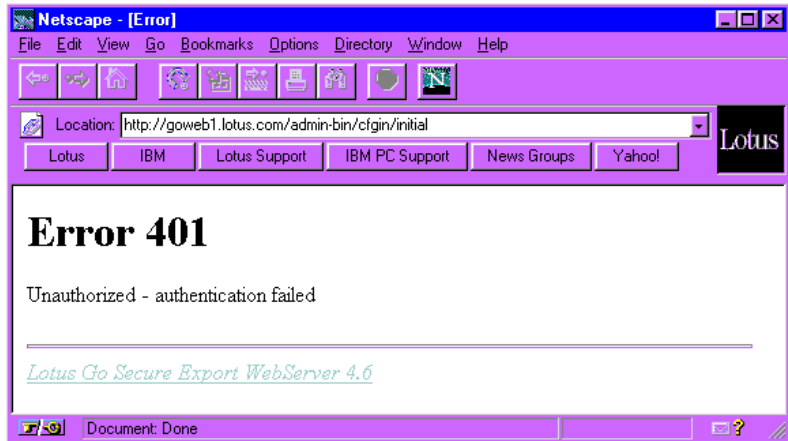 Netscape - [Error]
File Edit View Go Bookmarks Options Directory Window Help
N
Location: http://goweb1.lotus.com/admin-bin/cfgin/initial
Lotus
Lotus IBM Lotus Support IBM PC Support News Groups Yahoo!
Error 401
Unauthorized - authentication failed
Lotus Go Secure Export WebServer 4.6
Document: Done
?